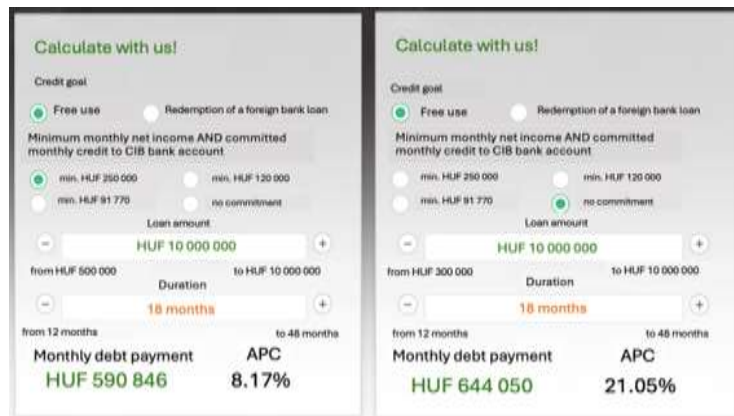 Calculate with us!
Credit goal
Free use
Redemption of a foreign bank loan
Minimum monthly net income AND committed
monthly credit to CIB bank account
min. HUF 250 000
min. HUF 120 000
min. HUF 91 770
no commitment
Loan amount
- HUF 10 000 000 +
from HUF 500 000
to HUF 10 000 000
Duration
- 18 months +
from 12 months
to 48 months
Monthly debt payment
APC
HUF 590 846
8.17%
Calculate with us!
Credit goal
Free use
Redemption of a foreign bank loan
Minimum monthly net income AND committed
monthly credit to CIB bank account
min. HUF 250 000
min. HUF 120 000
min. HUF 91 770
no commitment
Loan amount
- HUF 10 000 000 +
from HUF 300 000
to HUF 10 000 000
Duration
- 18 months +
from 12 months
to 48 months
Monthly debt payment
APC
HUF 644 050
21.05%